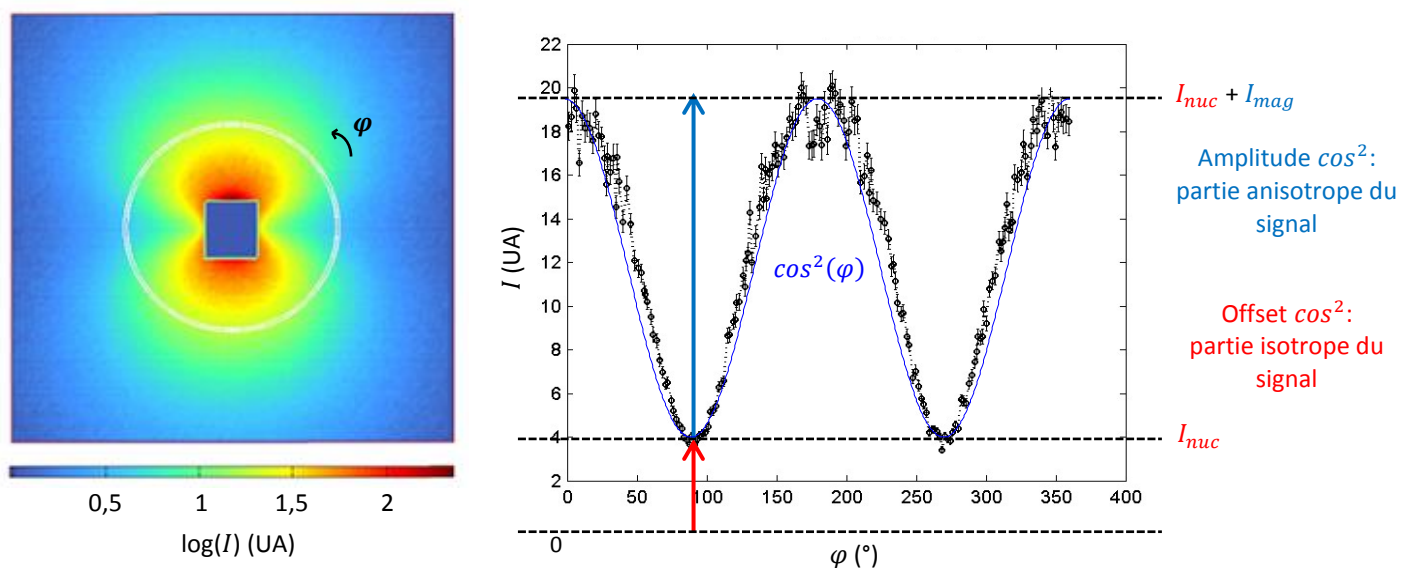 φ
0,5 1 1,5 2
log(I) (UA)
22
20
18
16
14
12
10
8
6
4
2
0
I (UA)
0 50 100 150 200 250 300 350 400
φ (°)
cos²(φ)
I_nuc + I_mag
Amplitude cos²:
partie anisotrope du
signal
Offset cos²:
partie isotrope du
signal
I_nuc